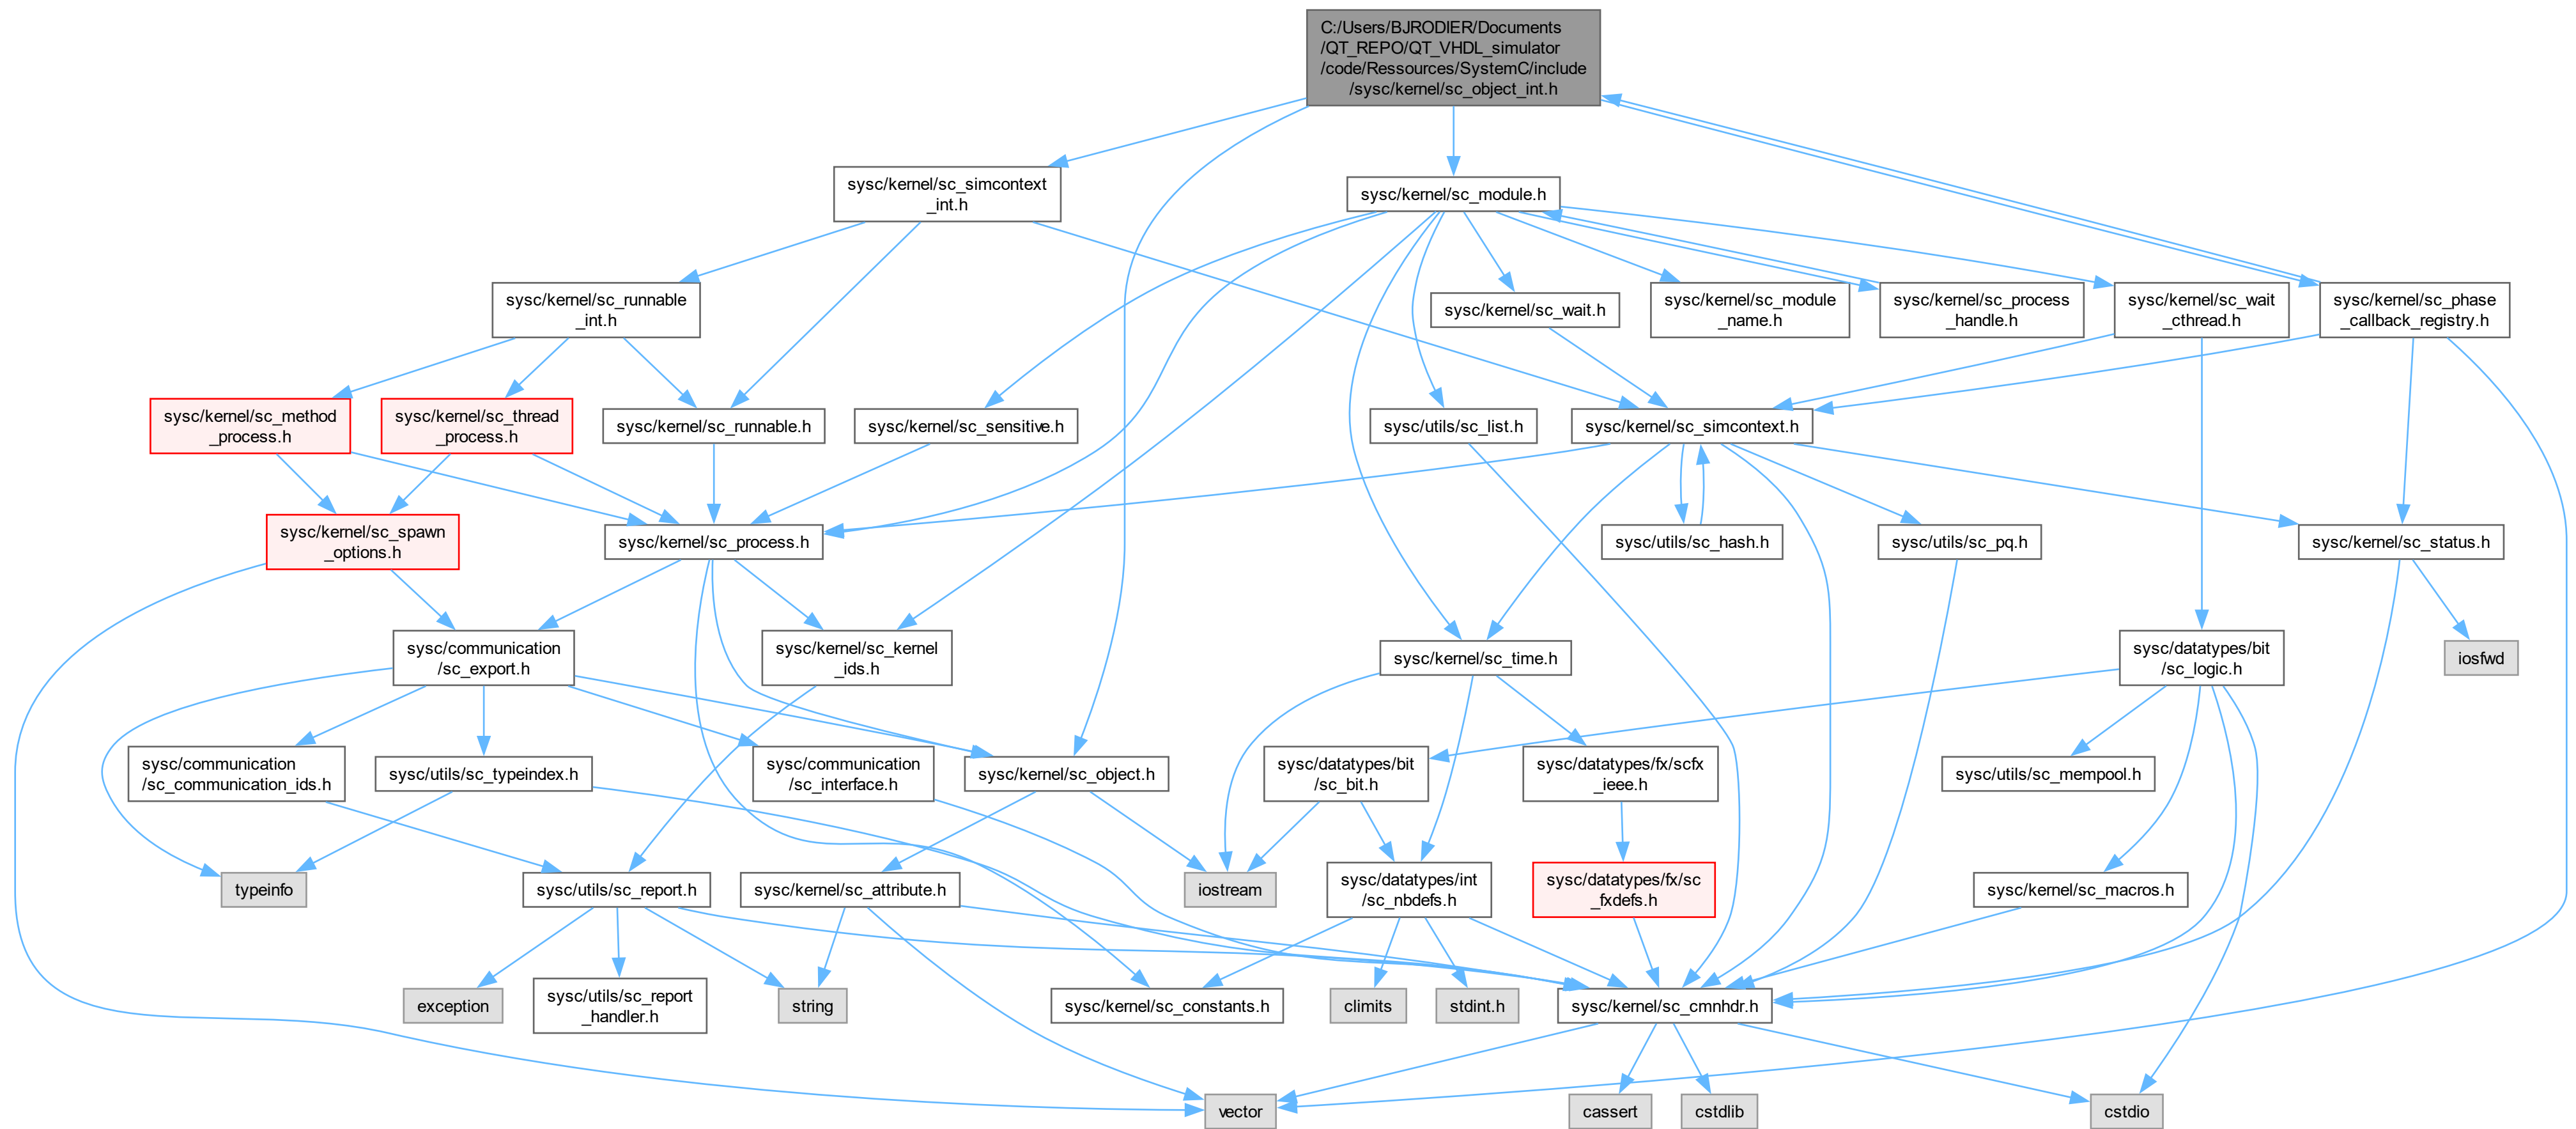 C:/Users/BJRODIER/Documents
/QT_REPO/QT_VHDL_simulator
/code/Ressources/SystemC/include
/sysc/kernel/sc_object_int.h
sysc/kernel/sc_simcontext
_int.h
sysc/kernel/sc_module.h
sysc/kernel/sc_runnable
_int.h
sysc/kernel/sc_wait.h
sysc/kernel/sc_module
_name.h
sysc/kernel/sc_process
_handle.h
sysc/kernel/sc_wait
_cthread.h
sysc/kernel/sc_phase
_callback_registry.h
sysc/kernel/sc_method
_process.h
sysc/kernel/sc_thread
_process.h
sysc/kernel/sc_runnable.h
sysc/kernel/sc_sensitive.h
sysc/utils/sc_list.h
sysc/kernel/sc_simcontext.h
sysc/kernel/sc_spawn
_options.h
sysc/kernel/sc_process.h
sysc/utils/sc_hash.h
sysc/utils/sc_pq.h
sysc/kernel/sc_status.h
sysc/communication
/sc_export.h
sysc/kernel/sc_kernel
_ids.h
sysc/kernel/sc_time.h
sysc/datatypes/bit
/sc_logic.h
iosfwd
sysc/communication
/sc_communication_ids.h
sysc/utils/sc_typeindex.h
sysc/communication
/sc_interface.h
sysc/kernel/sc_object.h
sysc/datatypes/bit
/sc_bit.h
sysc/datatypes/fx/scfx
_ieee.h
sysc/utils/sc_mempool.h
typeinfo
sysc/utils/sc_report.h
sysc/kernel/sc_attribute.h
iostream
sysc/datatypes/int
/sc_nbdefs.h
sysc/datatypes/fx/sc
_fxdefs.h
sysc/kernel/sc_macros.h
exception
sysc/utils/sc_report
_handler.h
string
sysc/kernel/sc_constants.h
climits
stdint.h
sysc/kernel/sc_cmnhdr.h
vector
cassert
cstdlib
cstdio